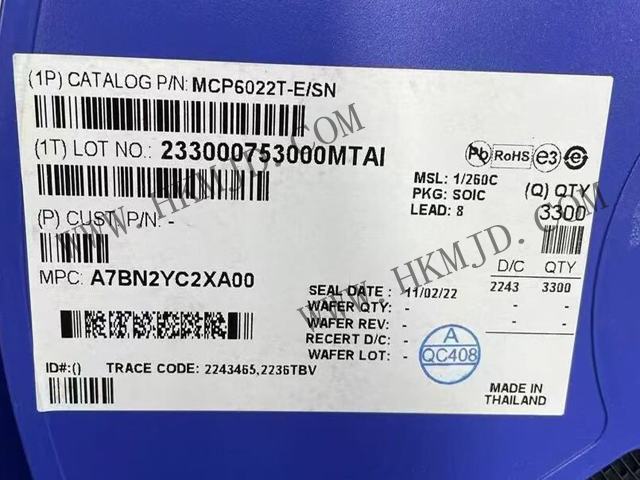 (1P) CATALOG P/N: MCP6022T-E/SN
(1T) LOT NO.: 233000753000MTAI
Pb RoHS e3 e
MSL: 1/260C
PKG: SOIC
LEAD: 8
(Q) QTY
3300
(P) CUST. P/N: -
MPC: A7BN2YC2XA00
D/C QTY
2243 3300
- -
- -
SEAL DATE : 11/02/22
WAFER QTY: -
WAFER REV: -
RECERT D/C: -
WAFER LOT: -
A
QC408
ID#:() TRACE CODE: 2243465,2236TBV
MADE IN
THAILAND
WWW.HKMJD.COM
WWW.HKMJD.COM